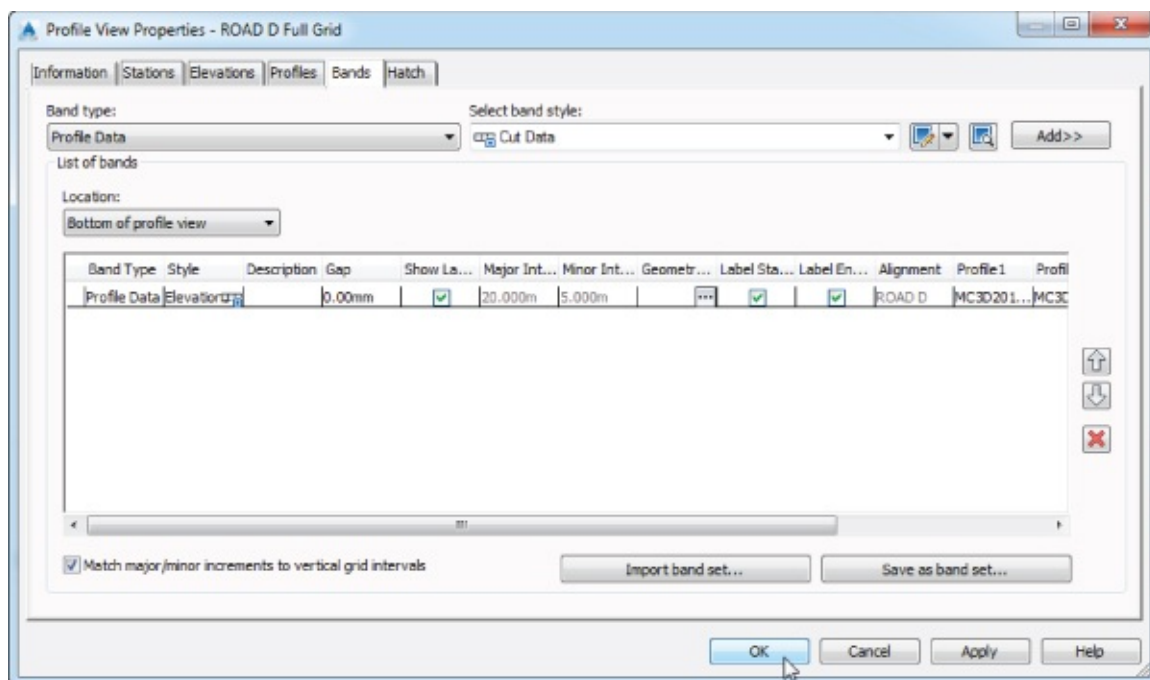 Profile View Properties - ROAD D Full Grid
Information Stations Elevations Profiles Bands Hatch
Band type: Select band style:
Profile Data Cut Data Add>>
List of bands
Location:
Bottom of profile view
Band Type Style Description Gap Show La... Major Int... Minor Int... Geometr... Label Sta... Label En... Alignment Profile1 Profil
Profile Data Elevation 0.00mm 20.000m 5.000m ... ROAD D MC3D201... MC3D
Match major/minor increments to vertical grid intervals Import band set... Save as band set...
OK Cancel Apply Help